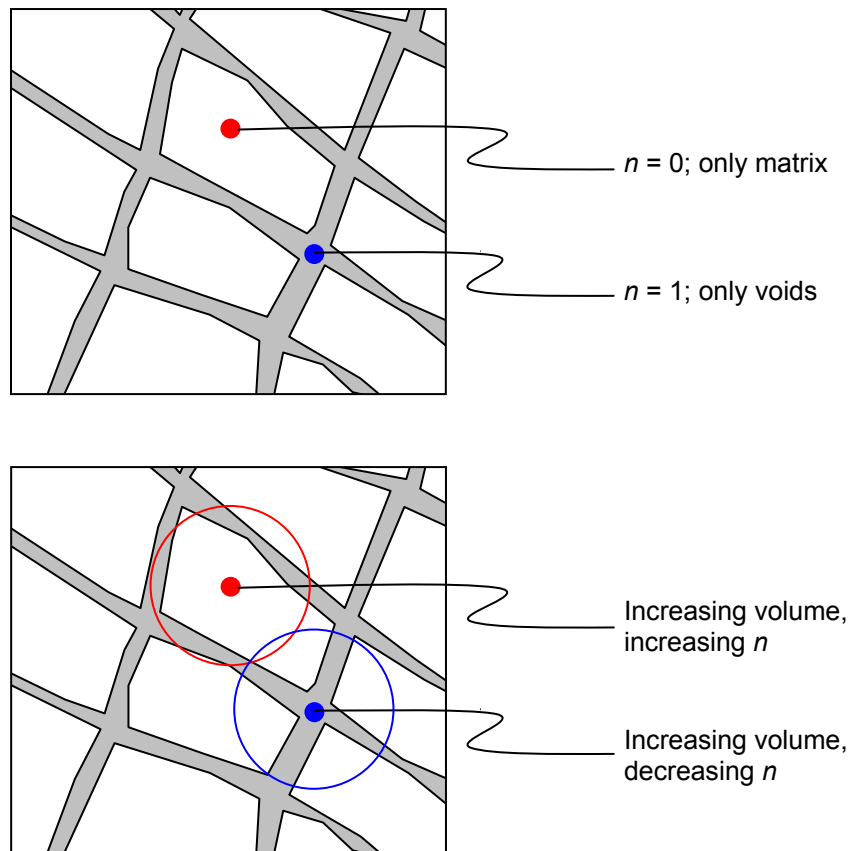 n = 0; only matrix
n = 1; only voids
Increasing volume,
increasing n
Increasing volume,
decreasing n